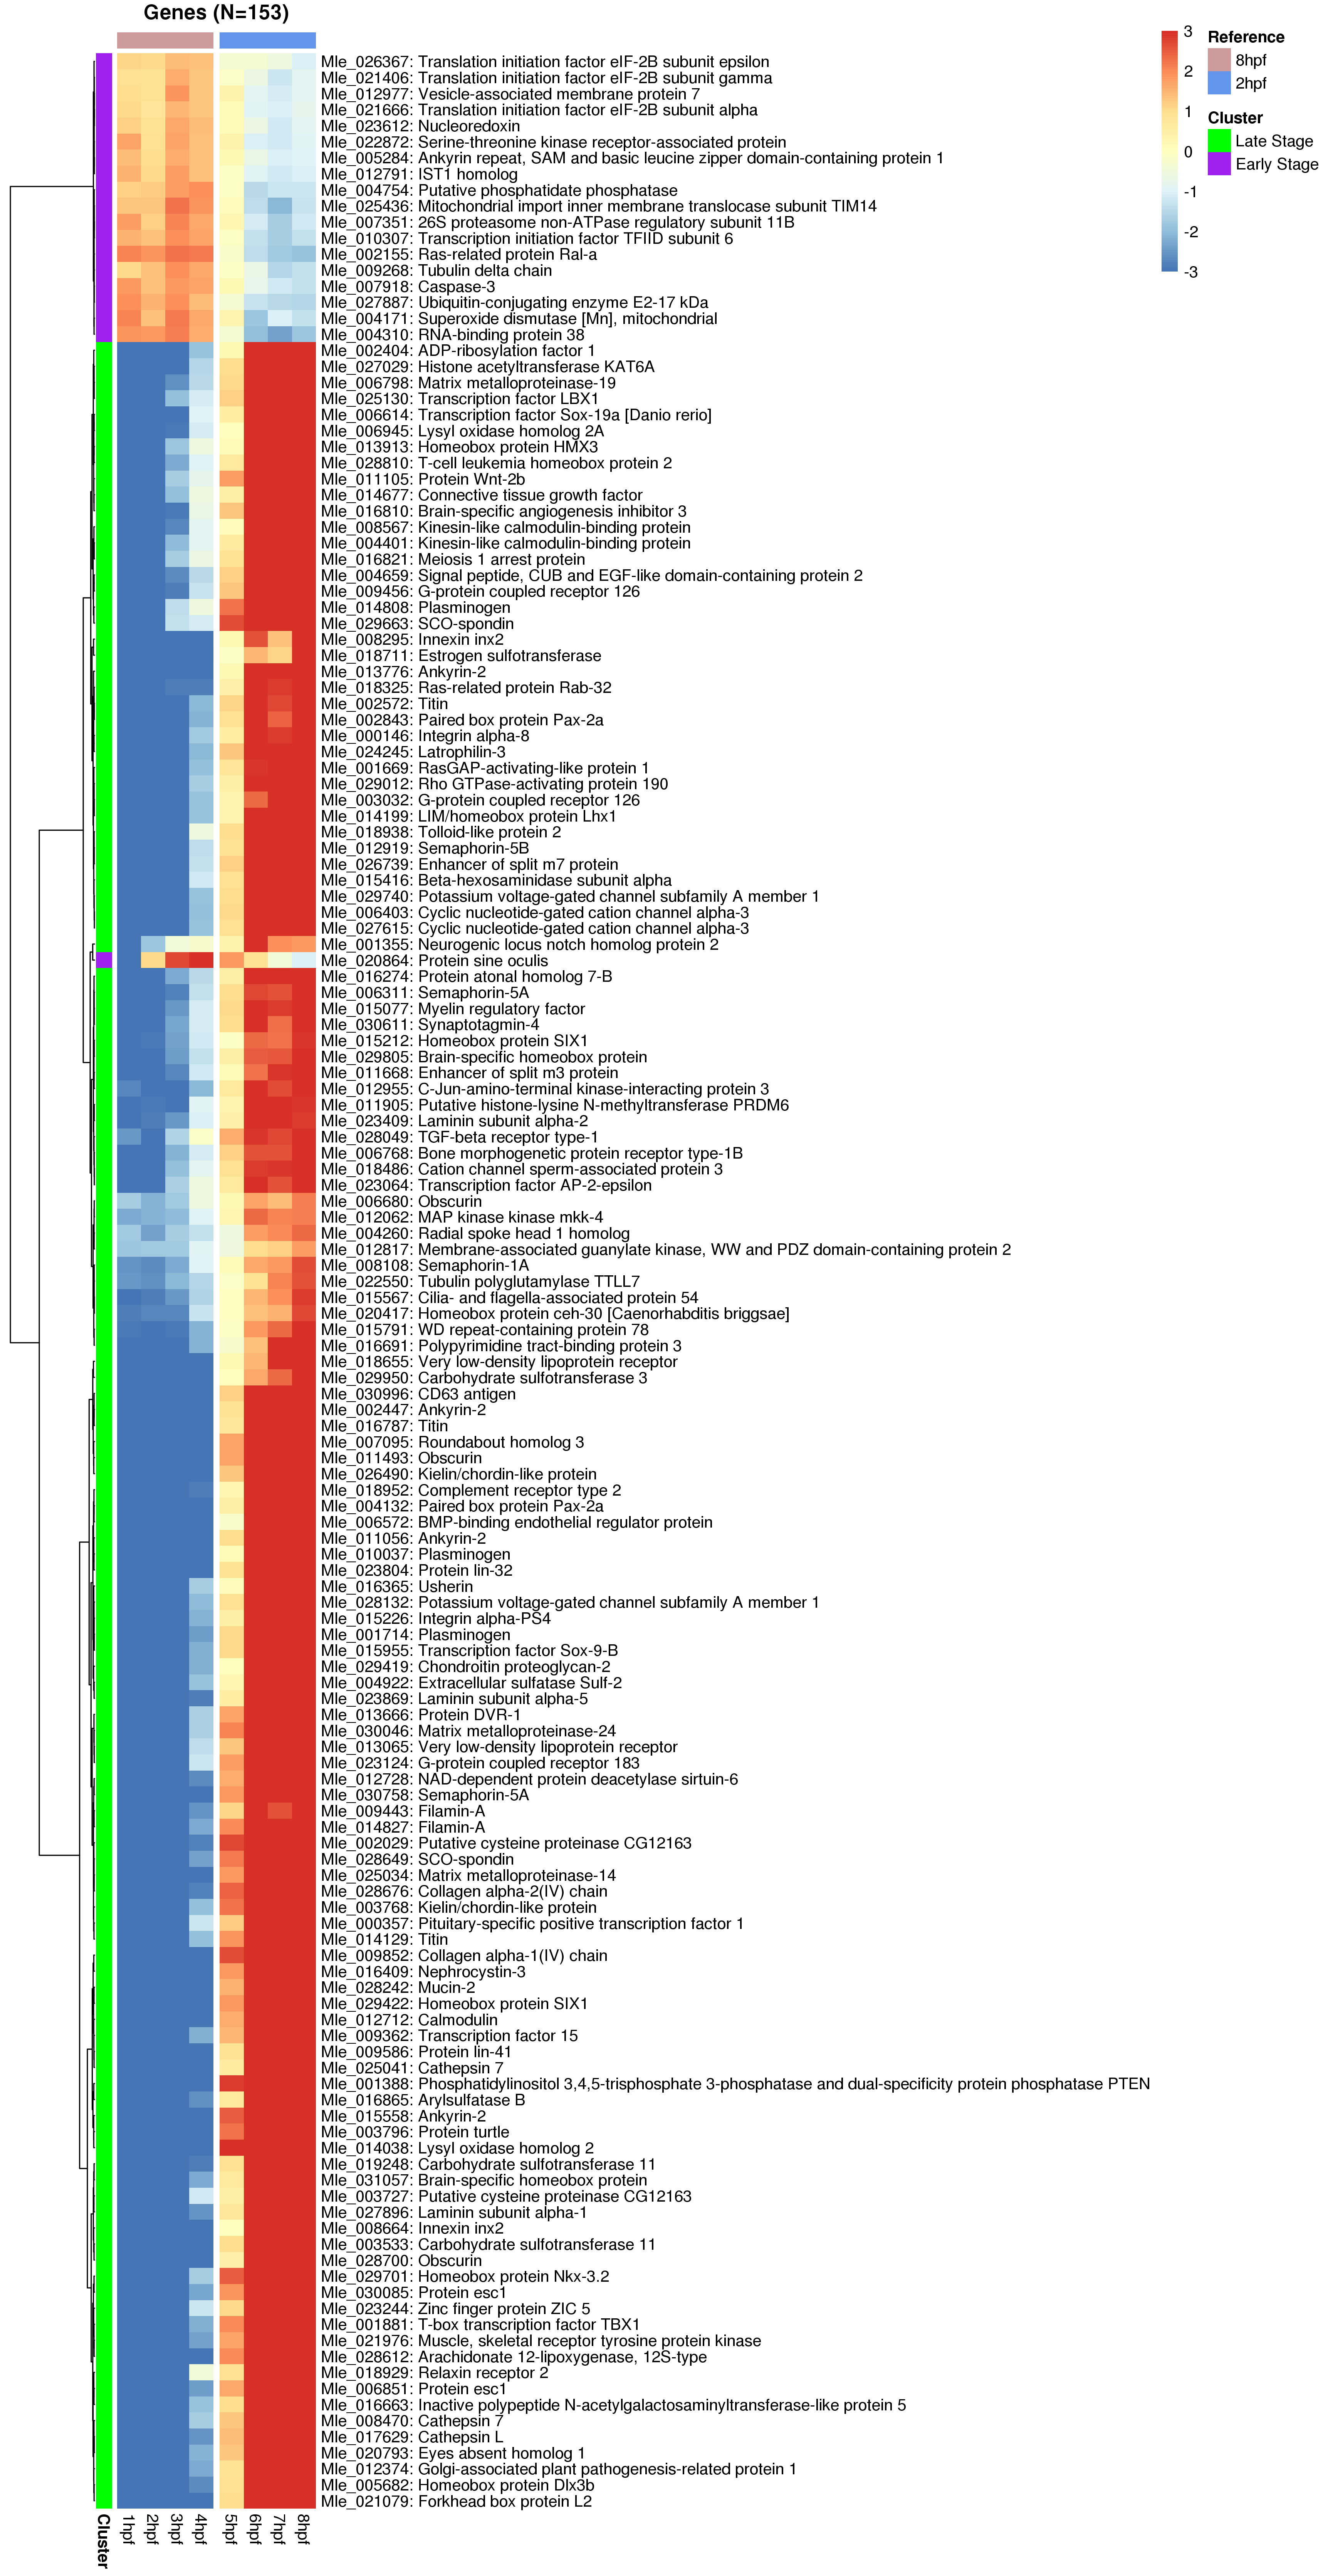 Genes (N=153)
3
2
1
0
-1
-2
-3
Reference
8hpf
2hpf
Cluster
Late Stage
Early Stage
Mle_026367: Translation initiation factor eIF-2B subunit epsilon
Mle_021406: Translation initiation factor eIF-2B subunit gamma
Mle_012977: Vesicle-associated membrane protein 7
Mle_021666: Translation initiation factor eIF-2B subunit alpha
Mle_023612: Nucleoredoxin
Mle_022872: Serine-threonine kinase receptor-associated protein
Mle_005284: Ankyrin repeat, SAM and basic leucine zipper domain-containing protein 1
Mle_012791: IST1 homolog
Mle_004754: Putative phosphatidate phosphatase
Mle_025436: Mitochondrial import inner membrane translocase subunit TIM14
Mle_007351: 26S proteasome non-ATPase regulatory subunit 11B
Mle_010307: Transcription initiation factor TFIID subunit 6
Mle_002155: Ras-related protein Ral-a
Mle_009268: Tubulin delta chain
Mle_007918: Caspase-3
Mle_027887: Ubiquitin-conjugating enzyme E2-17 kDa
Mle_004171: Superoxide dismutase [Mn], mitochondrial
Mle_004310: RNA-binding protein 38
Mle_002404: ADP-ribosylation factor 1
Mle_027029: Histone acetyltransferase KAT6A
Mle_006798: Matrix metalloproteinase-19
Mle_025130: Transcription factor LBX1
Mle_006614: Transcription factor Sox-19a [Danio rerio]
Mle_006945: Lysyl oxidase homolog 2A
Mle_013913: Homeobox protein HMX3
Mle_028810: T-cell leukemia homeobox protein 2
Mle_011105: Protein Wnt-2b
Mle_014677: Connective tissue growth factor
Mle_016810: Brain-specific angiogenesis inhibitor 3
Mle_008567: Kinesin-like calmodulin-binding protein
Mle_004401: Kinesin-like calmodulin-binding protein
Mle_016821: Meiosis 1 arrest protein
Mle_004659: Signal peptide, CUB and EGF-like domain-containing protein 2
Mle_009456: G-protein coupled receptor 126
Mle_014808: Plasminogen
Mle_029663: SCO-spondin
Mle_008295: Innexin inx2
Mle_018711: Estrogen sulfotransferase
Mle_013776: Ankyrin-2
Mle_018325: Ras-related protein Rab-32
Mle_002572: Titin
Mle_002843: Paired box protein Pax-2a
Mle_000146: Integrin alpha-8
Mle_024245: Latrophilin-3
Mle_001669: RasGAP-activating-like protein 1
Mle_029012: Rho GTPase-activating protein 190
Mle_003032: G-protein coupled receptor 126
Mle_014199: LIM/homeobox protein Lhx1
Mle_018938: Tolloid-like protein 2
Mle_012919: Semaphorin-5B
Mle_026739: Enhancer of split m7 protein
Mle_015416: Beta-hexosaminidase subunit alpha
Mle_029740: Potassium voltage-gated channel subfamily A member 1
Mle_006403: Cyclic nucleotide-gated cation channel alpha-3
Mle_027615: Cyclic nucleotide-gated cation channel alpha-3
Mle_001355: Neurogenic locus notch homolog protein 2
Mle_020864: Protein sine oculis
Mle_016274: Protein atonal homolog 7-B
Mle_006311: Semaphorin-5A
Mle_015077: Myelin regulatory factor
Mle_030611: Synaptotagmin-4
Mle_015212: Homeobox protein SIX1
Mle_029805: Brain-specific homeobox protein
Mle_011668: Enhancer of split m3 protein
Mle_012955: C-Jun-amino-terminal kinase-interacting protein 3
Mle_011905: Putative histone-lysine N-methyltransferase PRDM6
Mle_023409: Laminin subunit alpha-2
Mle_028049: TGF-beta receptor type-1
Mle_006768: Bone morphogenetic protein receptor type-1B
Mle_018486: Cation channel sperm-associated protein 3
Mle_023064: Transcription factor AP-2-epsilon
Mle_006680: Obscurin
Mle_012062: MAP kinase kinase mkk-4
Mle_004260: Radial spoke head 1 homolog
Mle_012817: Membrane-associated guanylate kinase, WW and PDZ domain-containing protein 2
Mle_008108: Semaphorin-1A
Mle_022550: Tubulin polyglutamylase TTLL7
Mle_015567: Cilia- and flagella-associated protein 54
Mle_020417: Homeobox protein ceh-30 [Caenorhabditis briggsae]
Mle_015791: WD repeat-containing protein 78
Mle_016691: Polypyrimidine tract-binding protein 3
Mle_018655: Very low-density lipoprotein receptor
Mle_029950: Carbohydrate sulfotransferase 3
Mle_030996: CD63 antigen
Mle_002447: Ankyrin-2
Mle_016787: Titin
Mle_007095: Roundabout homolog 3
Mle_011493: Obscurin
Mle_026490: Kielin/chordin-like protein
Mle_018952: Complement receptor type 2
Mle_004132: Paired box protein Pax-2a
Mle_006572: BMP-binding endothelial regulator protein
Mle_011056: Ankyrin-2
Mle_010037: Plasminogen
Mle_023804: Protein lin-32
Mle_016365: Usherin
Mle_028132: Potassium voltage-gated channel subfamily A member 1
Mle_015226: Integrin alpha-PS4
Mle_001714: Plasminogen
Mle_015955: Transcription factor Sox-9-B
Mle_029419: Chondroitin proteoglycan-2
Mle_004922: Extracellular sulfatase Sulf-2
Mle_023869: Laminin subunit alpha-5
Mle_013666: Protein DVR-1
Mle_030046: Matrix metalloproteinase-24
Mle_013065: Very low-density lipoprotein receptor
Mle_023124: G-protein coupled receptor 183
Mle_012728: NAD-dependent protein deacetylase sirtuin-6
Mle_030758: Semaphorin-5A
Mle_009443: Filamin-A
Mle_014827: Filamin-A
Mle_002029: Putative cysteine proteinase CG12163
Mle_028649: SCO-spondin
Mle_025034: Matrix metalloproteinase-14
Mle_028676: Collagen alpha-2(IV) chain
Mle_003768: Kielin/chordin-like protein
Mle_000357: Pituitary-specific positive transcription factor 1
Mle_014129: Titin
Mle_009852: Collagen alpha-1(IV) chain
Mle_016409: Nephrocystin-3
Mle_028242: Mucin-2
Mle_029422: Homeobox protein SIX1
Mle_012712: Calmodulin
Mle_009362: Transcription factor 15
Mle_009586: Protein lin-41
Mle_025041: Cathepsin 7
Mle_001388: Phosphatidylinositol 3,4,5-trisphosphate 3-phosphatase and dual-specificity protein phosphatase PTEN
Mle_016865: Arylsulfatase B
Mle_015558: Ankyrin-2
Mle_003796: Protein turtle
Mle_014038: Lysyl oxidase homolog 2
Mle_019248: Carbohydrate sulfotransferase 11
Mle_031057: Brain-specific homeobox protein
Mle_003727: Putative cysteine proteinase CG12163
Mle_027896: Laminin subunit alpha-1
Mle_008664: Innexin inx2
Mle_003533: Carbohydrate sulfotransferase 11
Mle_028700: Obscurin
Mle_029701: Homeobox protein Nkx-3.2
Mle_030085: Protein esc1
Mle_023244: Zinc finger protein ZIC 5
Mle_001881: T-box transcription factor TBX1
Mle_021976: Muscle, skeletal receptor tyrosine protein kinase
Mle_028612: Arachidonate 12-lipoxygenase, 12S-type
Mle_018929: Relaxin receptor 2
Mle_006851: Protein esc1
Mle_016663: Inactive polypeptide N-acetylgalactosaminyltransferase-like protein 5
Mle_008470: Cathepsin 7
Mle_017629: Cathepsin L
Mle_020793: Eyes absent homolog 1
Mle_012374: Golgi-associated plant pathogenesis-related protein 1
Mle_005682: Homeobox protein Dlx3b
Mle_021079: Forkhead box protein L2
Cluster
1hpf
2hpf
3hpf
4hpf
5hpf
6hpf
7hpf
8hpf